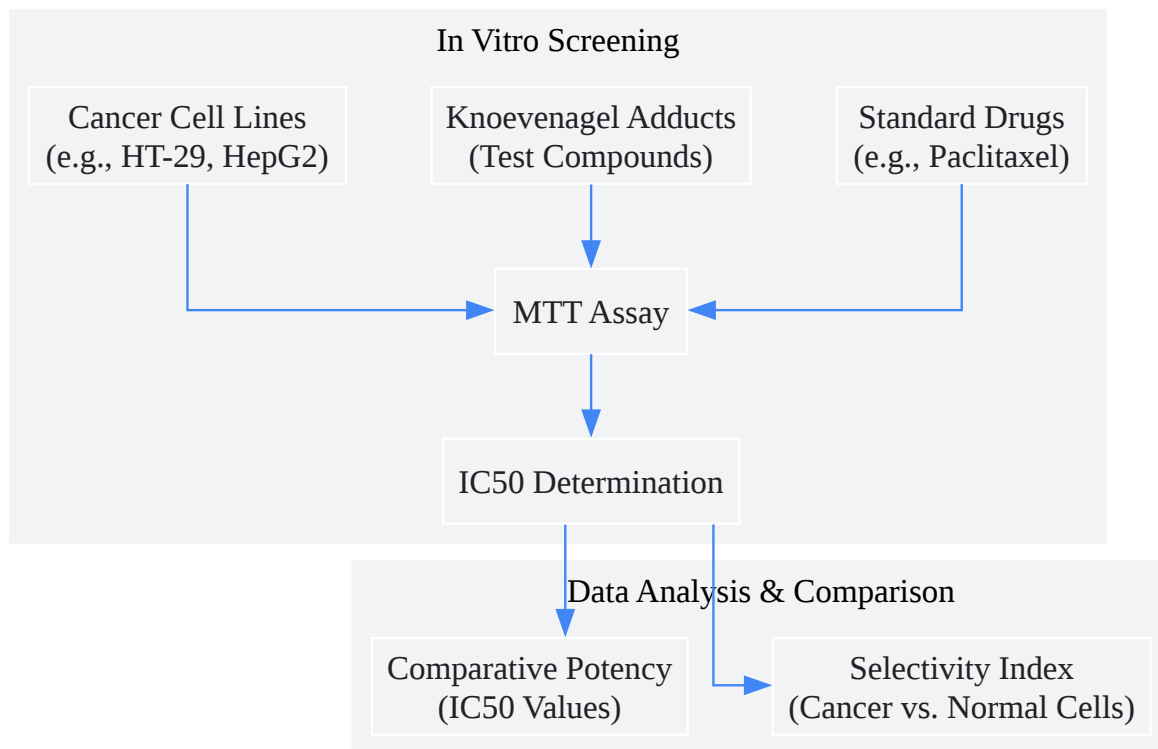 In Vitro Screening
Cancer Cell Lines
(e.g., HT-29, HepG2)
Knoevenagel Adducts
(Test Compounds)
Standard Drugs
(e.g., Paclitaxel)
MTT Assay
IC50 Determination
Data Analysis & Comparison
Comparative Potency
(IC50 Values)
Selectivity Index
(Cancer vs. Normal Cells)